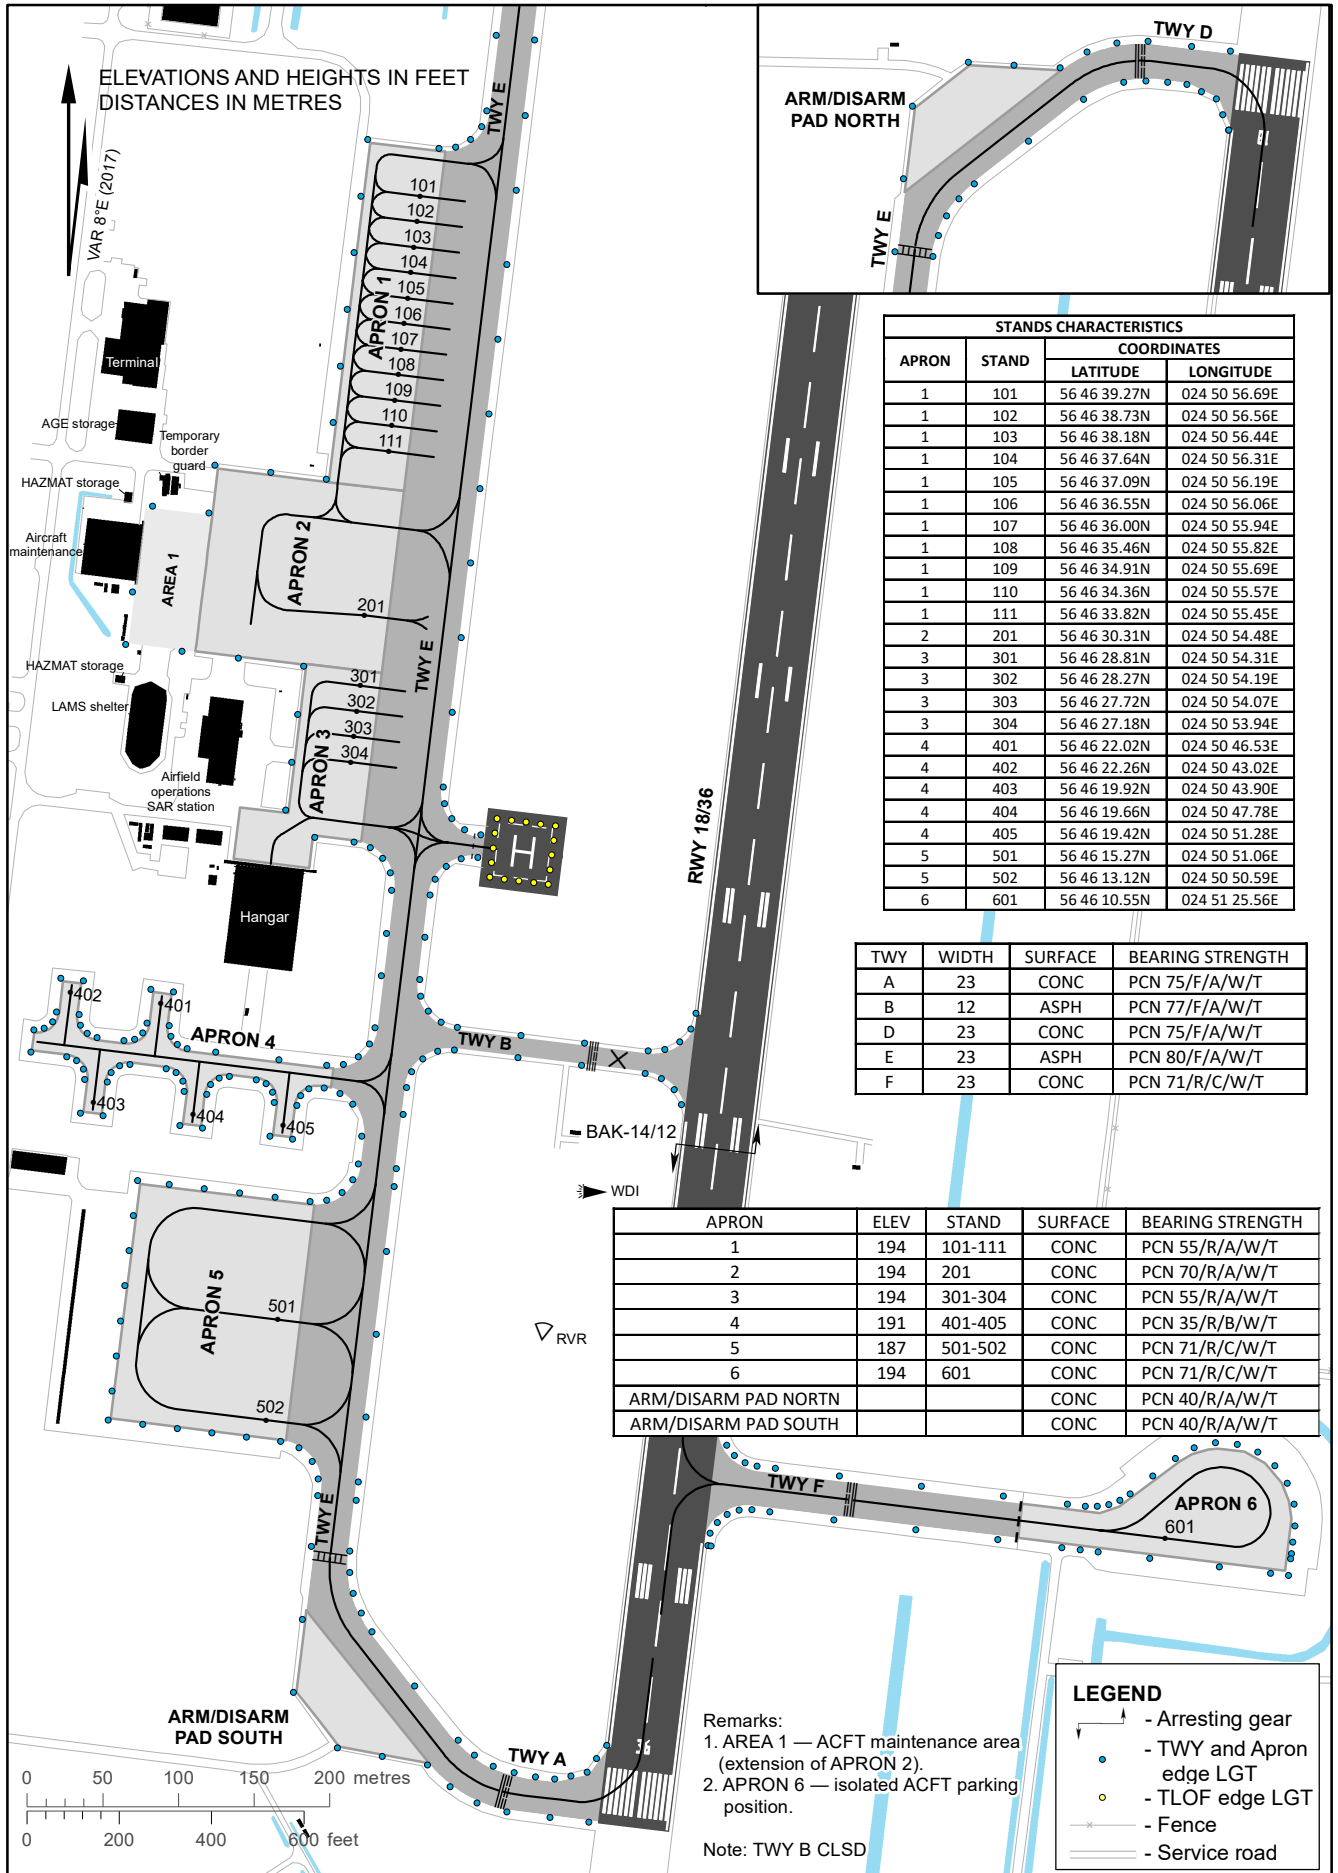 ELEVATIONS AND HEIGHTS IN FEET
DISTANCES IN METRES
VAR 8°E (2017)
TWY E
101
102
103
104
105
106
107
108
109
110
111
APRON 1
Terminal
AGE storage
Temporary
border
guard
HAZMAT storage
Aircraft
maintenance
AREA 1
APRON 2
201
TWY E
HAZMAT storage
LAMS shelter
301
302
303
304
APRON 3
Airfield
operations
SAR station
H
Hangar
402
401
APRON 4
403
404
405
TWY B
BAK-14/12
WDI
RVR
RWY 18/36
APRON 5
501
502
TWY E
ARM/DISARM
PAD SOUTH
TWY A
36
TWY F
APRON 6
601
TWY D
ARM/DISARM
PAD NORTH
TWY E
STANDS CHARACTERISTICS
APRON STAND COORDINATES
LATITUDE LONGITUDE
1 101 56 46 39.27N 024 50 56.69E
1 102 56 46 38.73N 024 50 56.56E
1 103 56 46 38.18N 024 50 56.44E
1 104 56 46 37.64N 024 50 56.31E
1 105 56 46 37.09N 024 50 56.19E
1 106 56 46 36.55N 024 50 56.06E
1 107 56 46 36.00N 024 50 55.94E
1 108 56 46 35.46N 024 50 55.82E
1 109 56 46 34.91N 024 50 55.69E
1 110 56 46 34.36N 024 50 55.57E
1 111 56 46 33.82N 024 50 55.45E
2 201 56 46 30.31N 024 50 54.48E
3 301 56 46 28.81N 024 50 54.31E
3 302 56 46 28.27N 024 50 54.19E
3 303 56 46 27.72N 024 50 54.07E
3 304 56 46 27.18N 024 50 53.94E
4 401 56 46 22.02N 024 50 46.53E
4 402 56 46 22.26N 024 50 43.02E
4 403 56 46 19.92N 024 50 43.90E
4 404 56 46 19.66N 024 50 47.78E
4 405 56 46 19.42N 024 50 51.28E
5 501 56 46 15.27N 024 50 51.06E
5 502 56 46 13.12N 024 50 50.59E
6 601 56 46 10.55N 024 51 25.56E
TWY WIDTH SURFACE BEARING STRENGTH
A 23 CONC PCN 75/F/A/W/T
B 12 ASPH PCN 77/F/A/W/T
D 23 CONC PCN 75/F/A/W/T
E 23 ASPH PCN 80/F/A/W/T
F 23 CONC PCN 71/R/C/W/T
APRON ELEV STAND SURFACE BEARING STRENGTH
1 194 101-111 CONC PCN 55/R/A/W/T
2 194 201 CONC PCN 70/R/A/W/T
3 194 301-304 CONC PCN 55/R/A/W/T
4 191 401-405 CONC PCN 35/R/B/W/T
5 187 501-502 CONC PCN 71/R/C/W/T
6 194 601 CONC PCN 71/R/C/W/T
ARM/DISARM PAD NORTN CONC PCN 40/R/A/W/T
ARM/DISARM PAD SOUTH CONC PCN 40/R/A/W/T
0 50 100 150 200 metres
0 200 400 600 feet
Remarks:
1. AREA 1 — ACFT maintenance area
(extension of APRON 2).
2. APRON 6 — isolated ACFT parking
position.
Note: TWY B CLSD
LEGEND
- Arresting gear
- TWY and Apron
edge LGT
- TLOF edge LGT
- Fence
- Service road